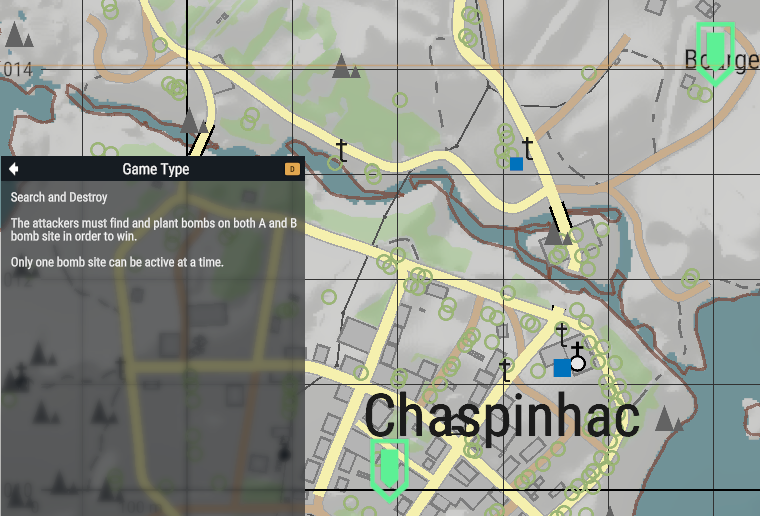 014
Game Type
D
Search and Destroy
The attackers must find and plant bombs on both A and B
bomb site in order to win.
Only one bomb site can be active at a time.
Chaspinhac